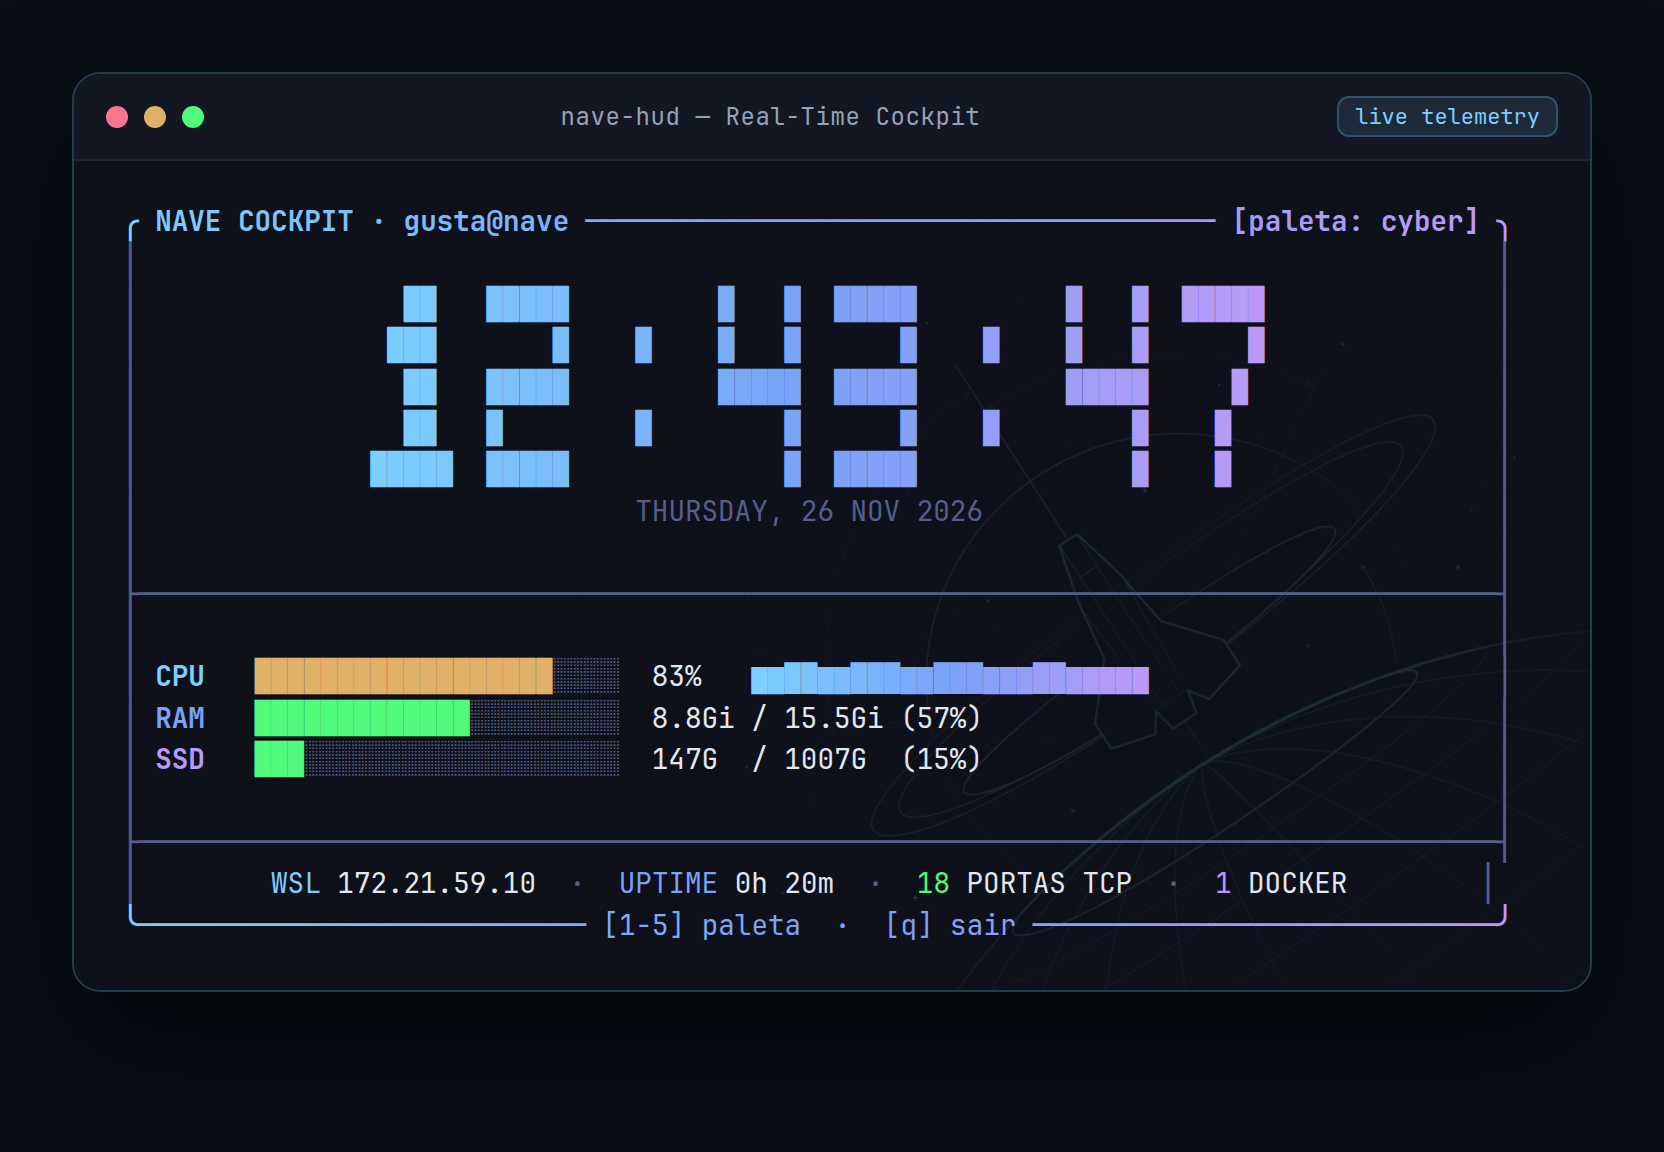 nave-hud — Real-Time Cockpit
live telemetry
NAVE COCKPIT · gusta@nave
[paleta: cyber]
12:43:47
THURSDAY, 26 NOV 2026
CPU 83%
RAM 8.8Gi / 15.5Gi (57%)
SSD 147G / 1007G (15%)
WSL 172.21.59.10 · UPTIME 0h 20m · 18 PORTAS TCP · 1 DOCKER
[1-5] paleta · [q] sair